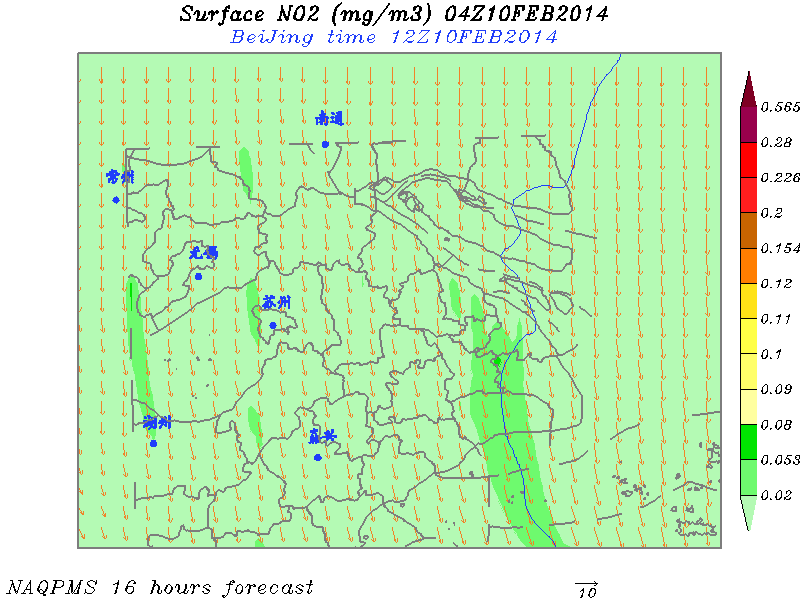 Surface NO2 (mg/m3) 04Z10FEB2014
BeiJing time 12Z10FEB2014
南通
常州
无锡
苏州
湖州
嘉兴
0.565
0.28
0.226
0.2
0.154
0.12
0.11
0.1
0.09
0.08
0.053
0.02
NAQPMS 16 hours forecast
10